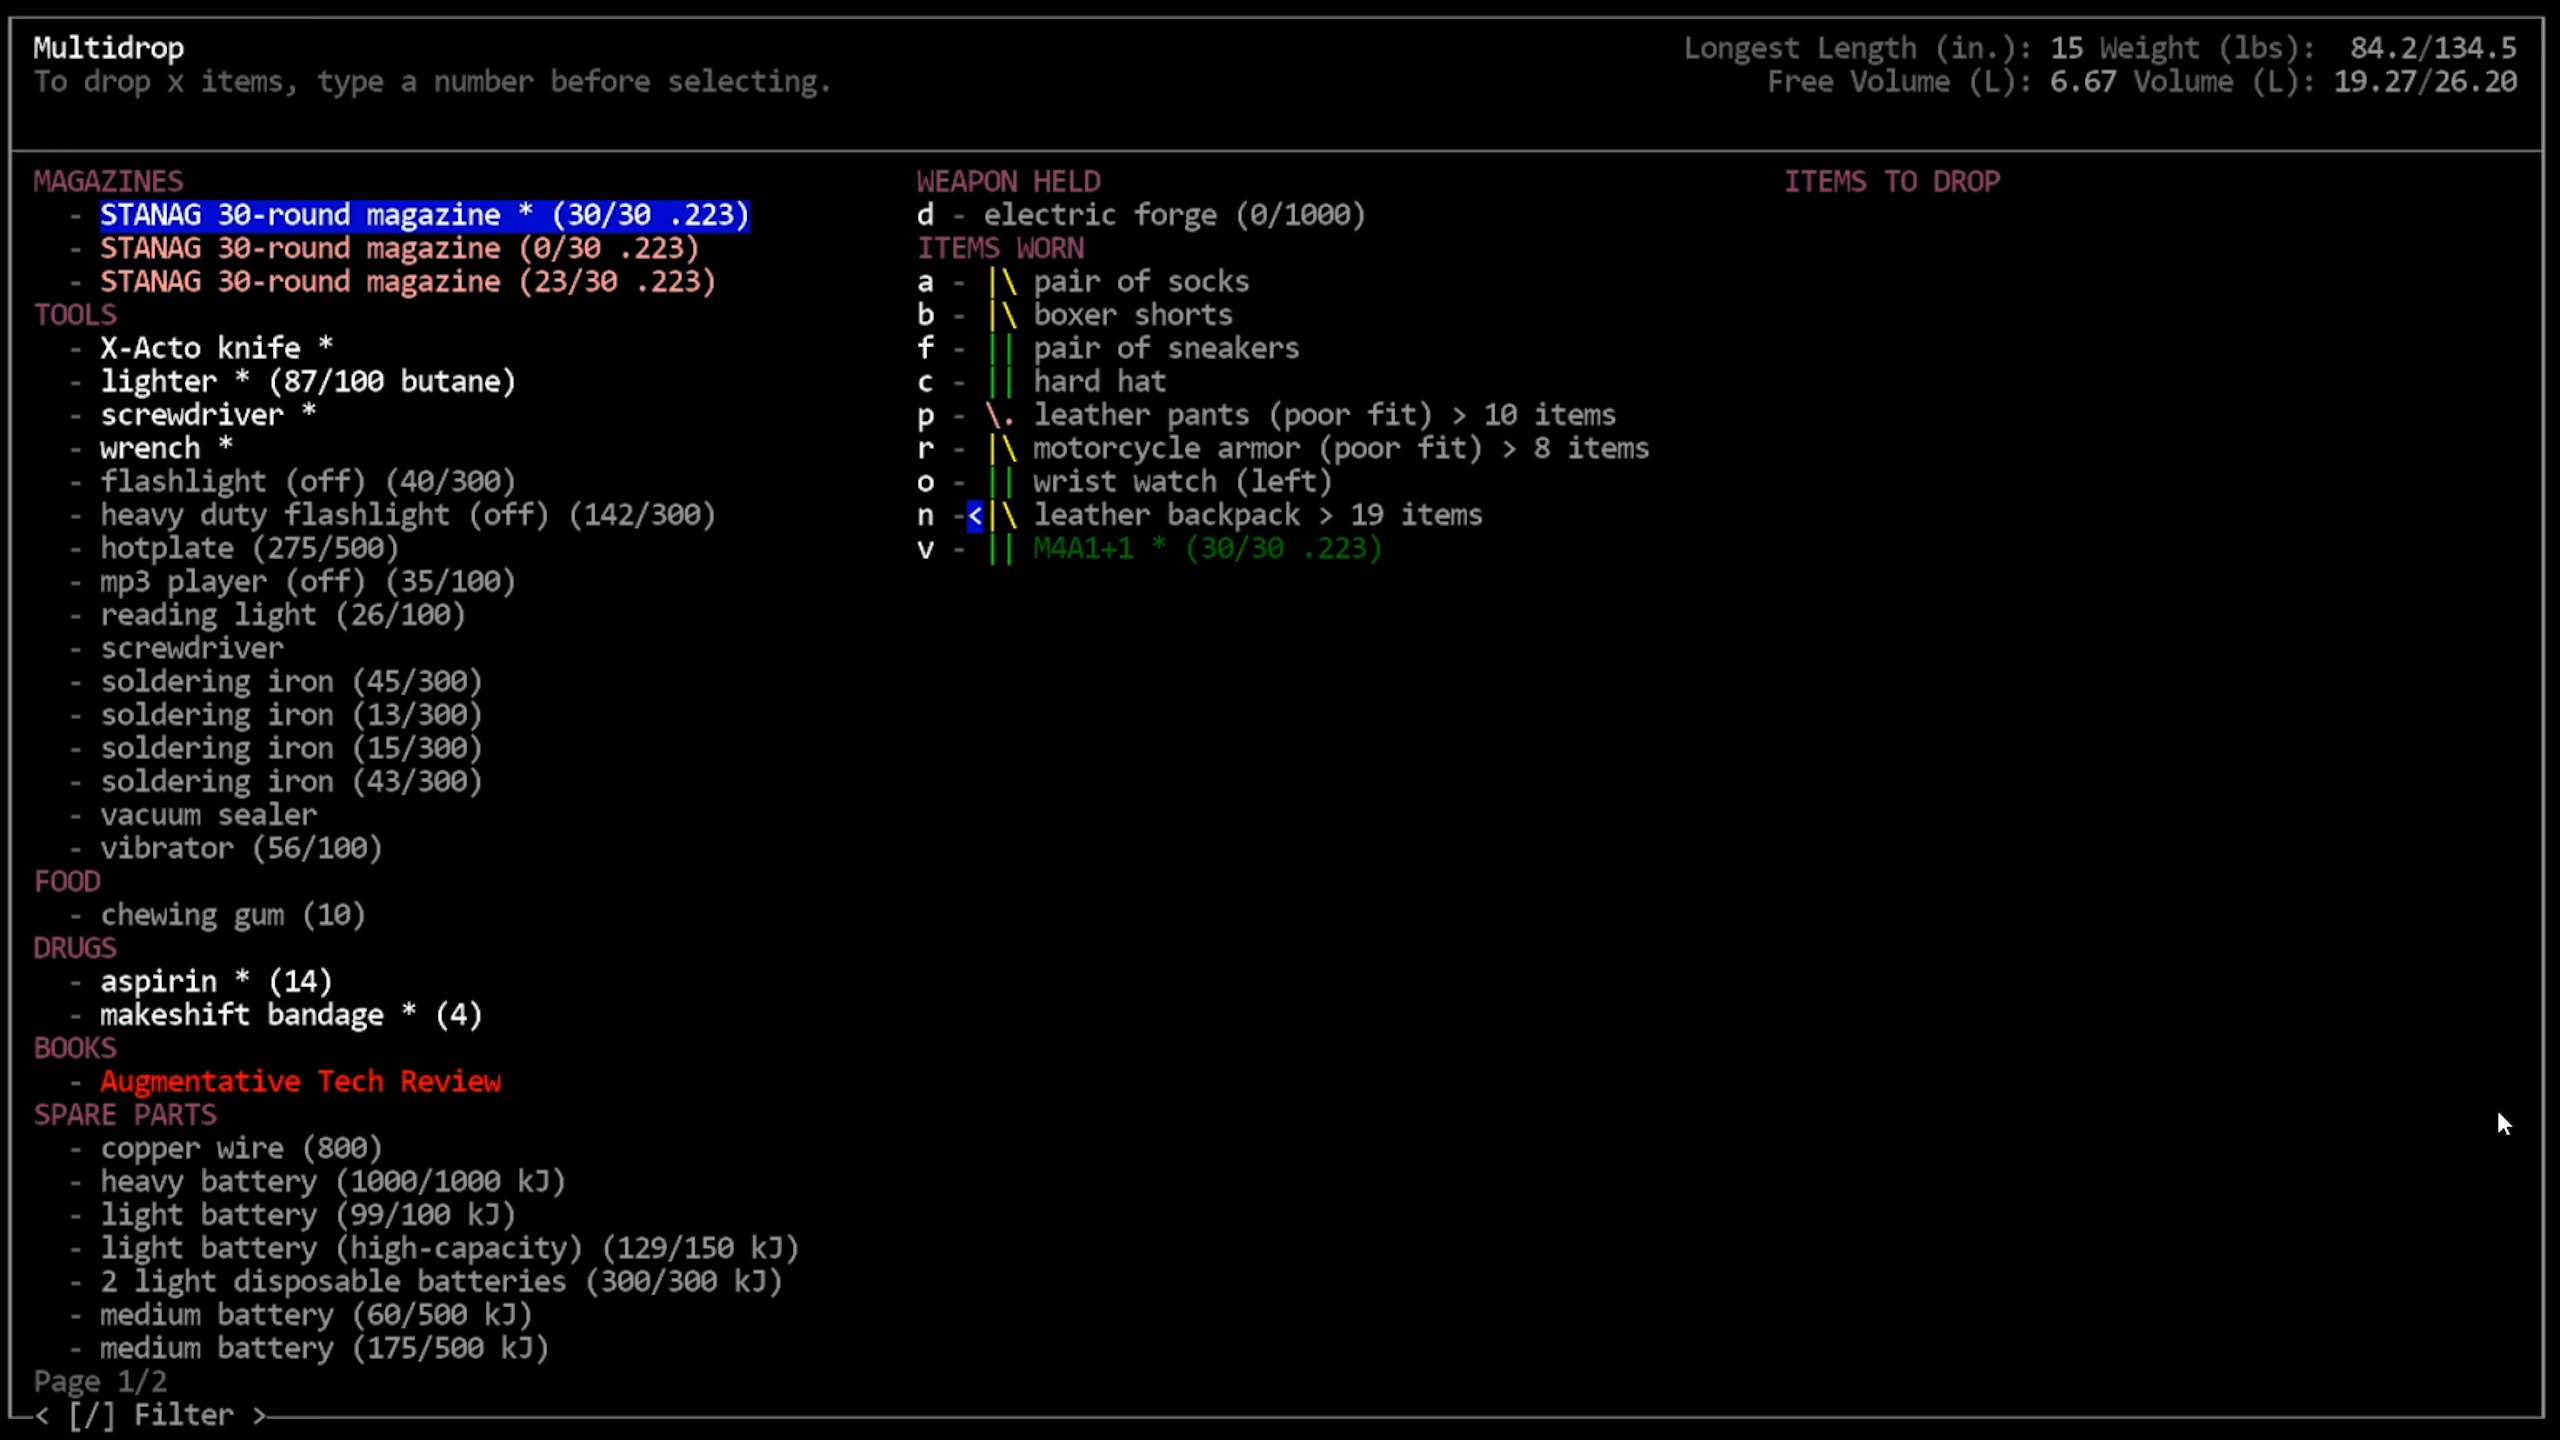 Multidrop
Longest Length (in.): 15 Weight (lbs): 84.2/134.5
To drop x items, type a number before selecting.
Free Volume (L): 6.67 Volume (L): 19.27/26.20
MAGAZINES
- STANAG 30-round magazine * (30/30 .223)
- STANAG 30-round magazine (0/30 .223)
- STANAG 30-round magazine (23/30 .223)
TOOLS
- X-Acto knife *
- lighter * (87/100 butane)
- screwdriver *
- wrench *
- flashlight (off) (40/300)
- heavy duty flashlight (off) (142/300)
- hotplate (275/500)
- mp3 player (off) (35/100)
- reading light (26/100)
- screwdriver
- soldering iron (45/300)
- soldering iron (13/300)
- soldering iron (15/300)
- soldering iron (43/300)
- vacuum sealer
- vibrator (56/100)
FOOD
- chewing gum (10)
DRUGS
- aspirin * (14)
- makeshift bandage * (4)
BOOKS
- Augmentative Tech Review
SPARE PARTS
- copper wire (800)
- heavy battery (1000/1000 kJ)
- light battery (99/100 kJ)
- light battery (high-capacity) (129/150 kJ)
- 2 light disposable batteries (300/300 kJ)
- medium battery (60/500 kJ)
- medium battery (175/500 kJ)
Page 1/2
< [/] Filter >
WEAPON HELD
d - electric forge (0/1000)
ITEMS WORN
a - |\ pair of socks
b - |\ boxer shorts
f - || pair of sneakers
c - || hard hat
p - \. leather pants (poor fit) > 10 items
r - |\ motorcycle armor (poor fit) > 8 items
o - || wrist watch (left)
n -<|\ leather backpack > 19 items
v - || M4A1+1 * (30/30 .223)
ITEMS TO DROP